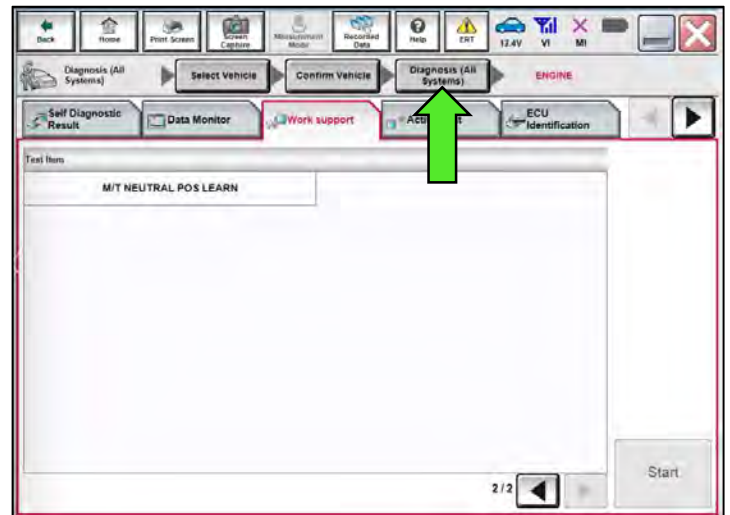 Back
Home
Print Screen
Screen
Capture
Measurement
Mode
Recorded
Data
Help
ERT
12.4V
VI
MI
Diagnosis (All
Systems)
Select Vehicle
Confirm Vehicle
Diagnosis (All
Systems)
ENGINE
Self Diagnostic
Result
Data Monitor
Work support
ECU
Identification
Test Item
M/T NEUTRAL POS LEARN
2/2
Start